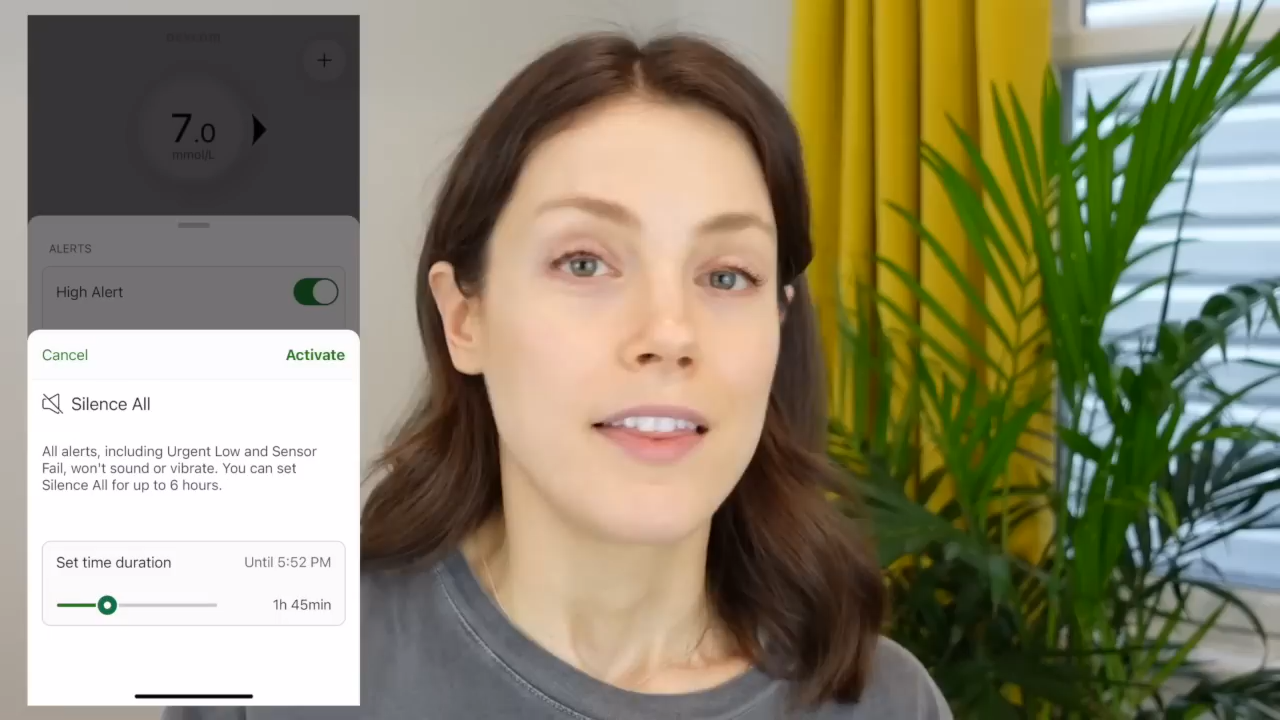 7.0
mmol/L
ALERTS
High Alert
Cancel
Activate
Silence All
All alerts, including Urgent Low and Sensor
Fail, won't sound or vibrate. You can set
Silence All for up to 6 hours.
Set time duration
Until 5:52 PM
1h 45min